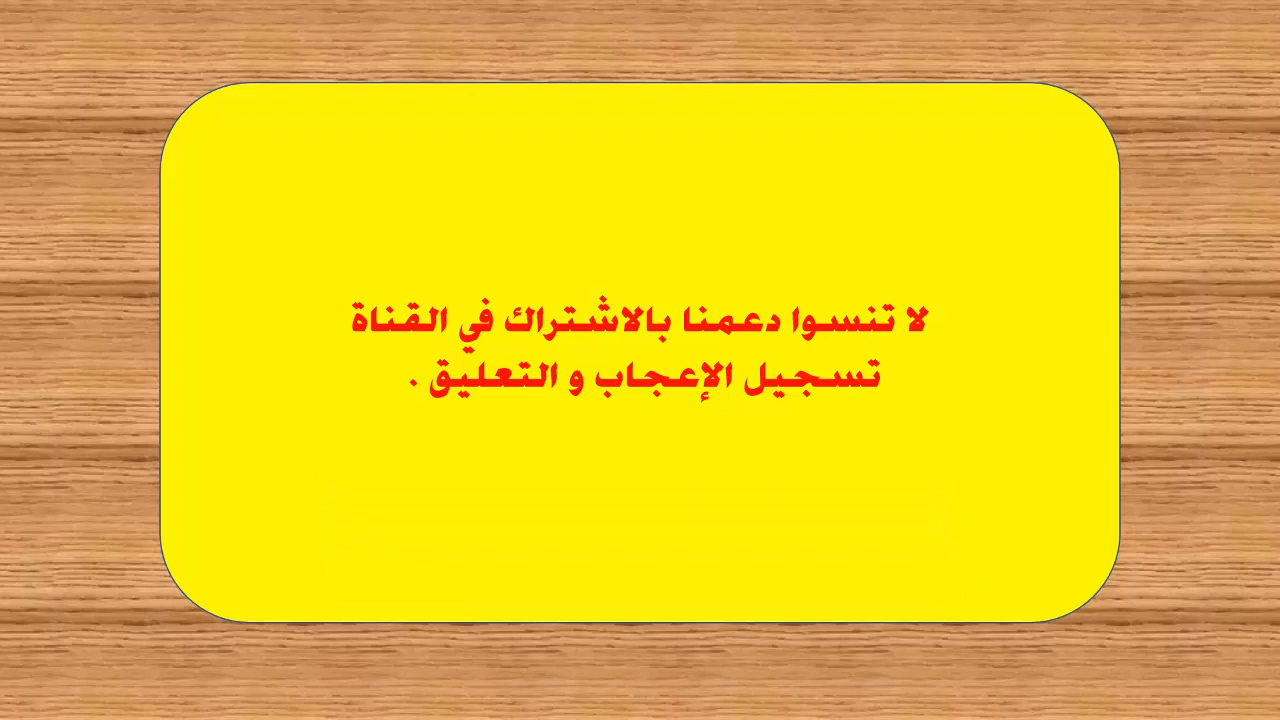 لا تنسوا دعمنا بالاشتراك في القناة
تسجيل الإعجاب و التعليق .